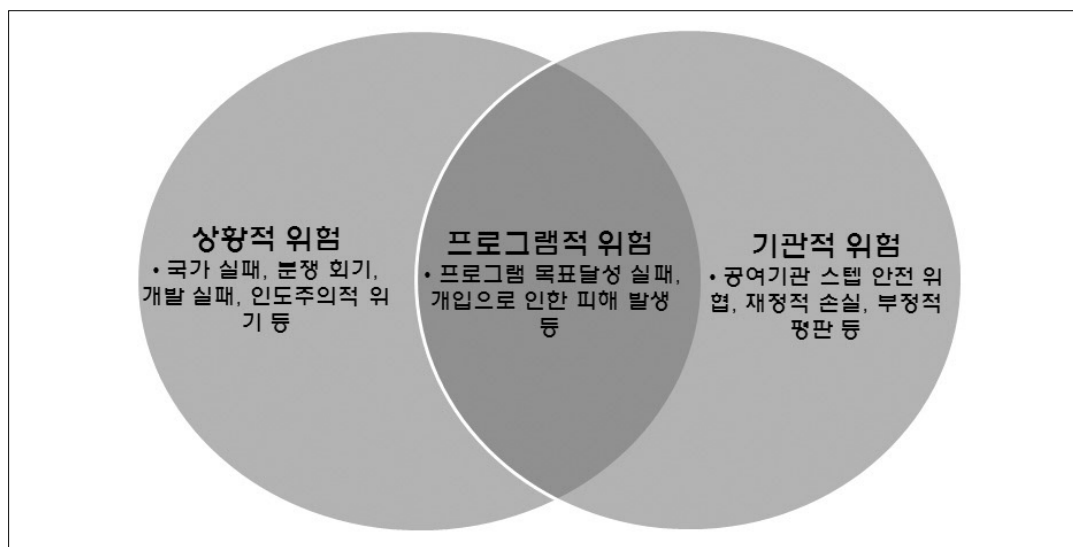 상황적 위험
• 국가 실패, 분쟁 회기,
개발 실패, 인도주의적 위
기 등
프로그램적 위험
• 프로그램 목표달성 실패,
개입으로 인한 피해 발생
등
기관적 위험
• 공여기관 스텝 안전 위
협, 재정적 손실, 부정적
평판 등